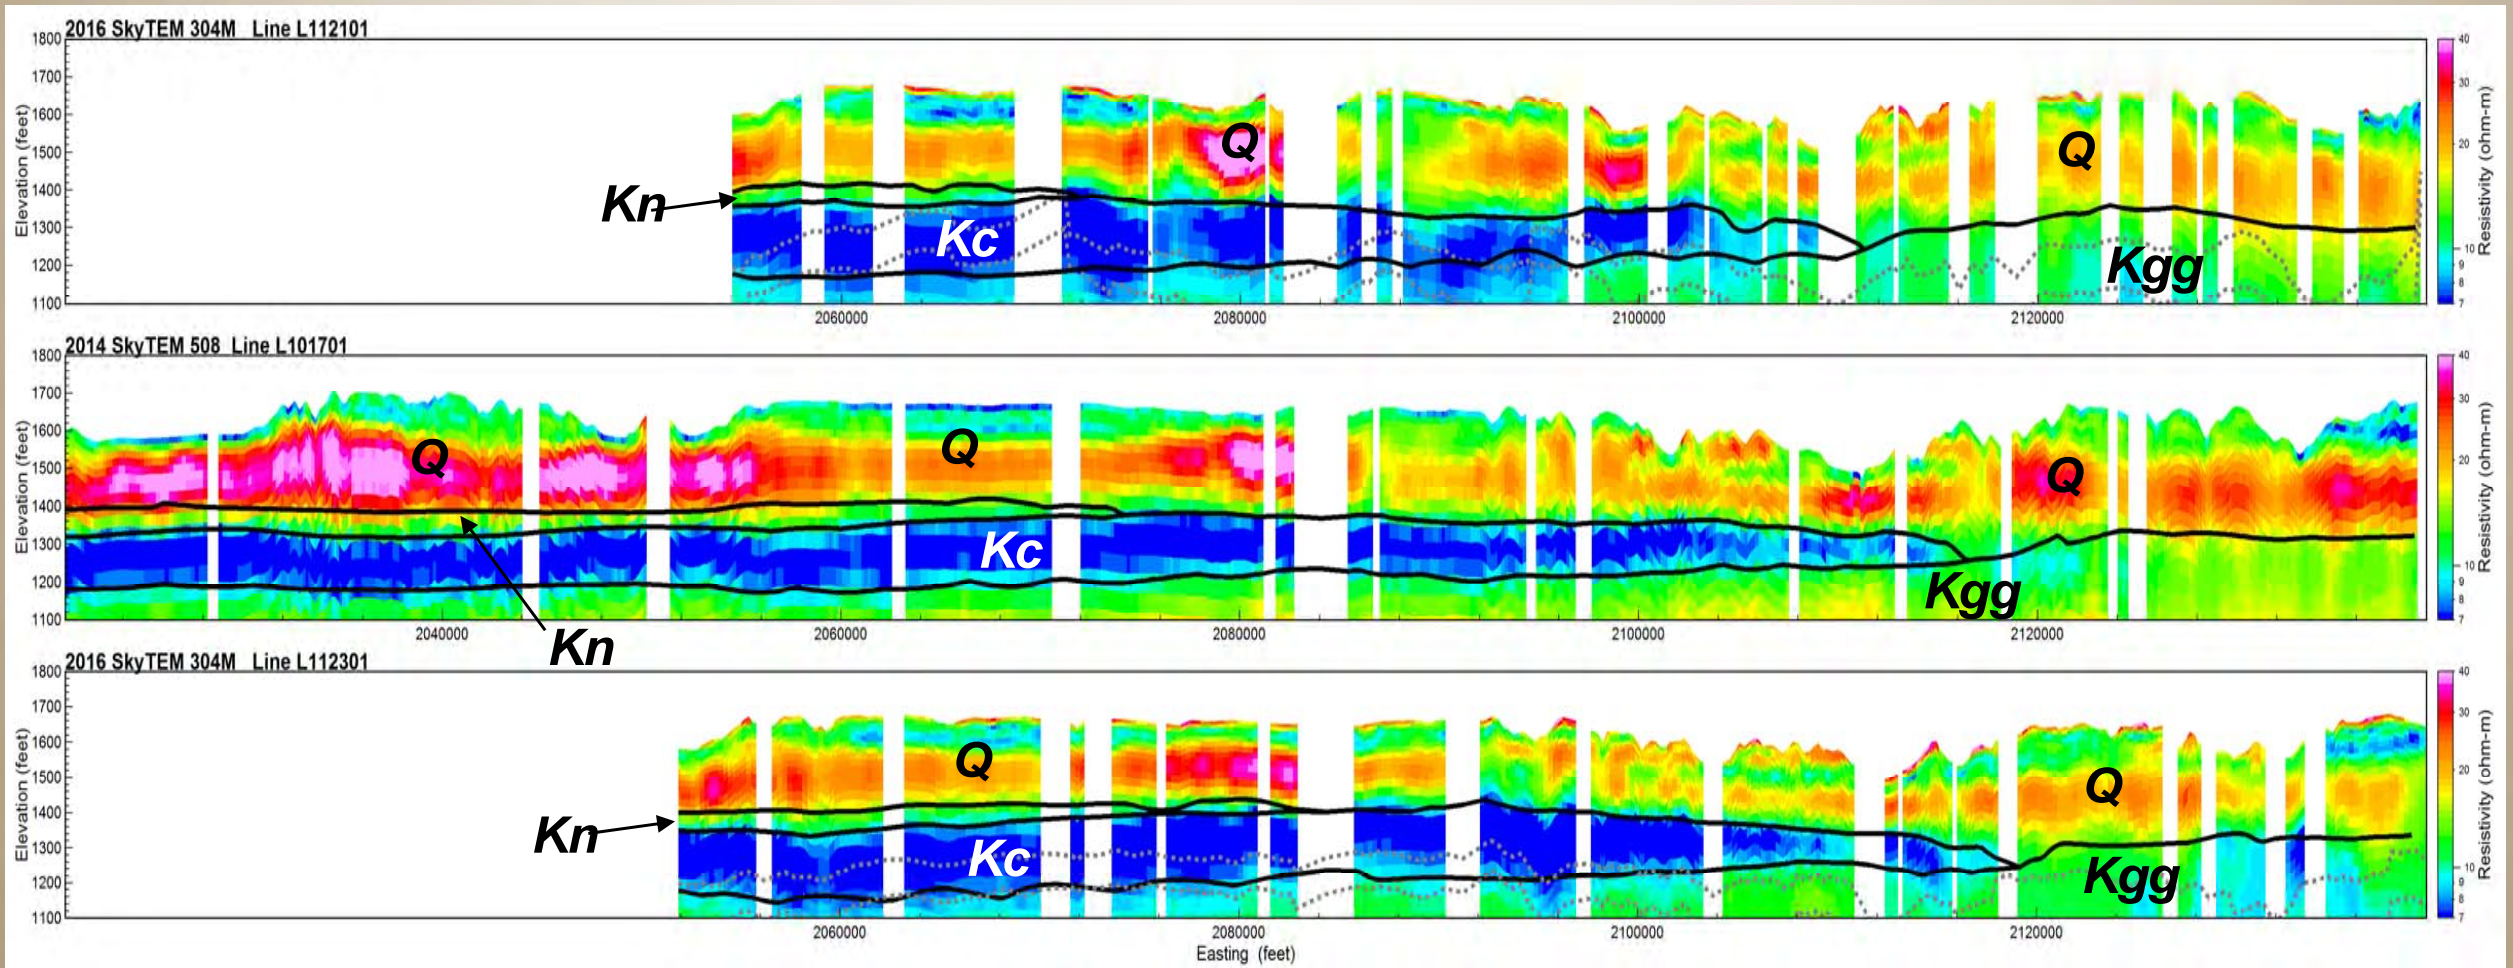 2016 SkyTEM 304M   Line L112101
Elevation (feet)
1800
1700
1600
1500
1400
1300
1200
1100
Q
Q
Kn
Kc
Kgg
2060000
2080000
2100000
2120000
40
30
20
10
9
8
7
Resistivity (ohm-m)
2014 SkyTEM 508  Line L101701
Elevation (feet)
1800
1700
1600
1500
1400
1300
1200
1100
Q
Q
Q
Kc
Kgg
Kn
2040000
2060000
2080000
2100000
2120000
40
30
20
10
9
8
7
Resistivity (ohm-m)
2016 SkyTEM 304M   Line L112301
Elevation (feet)
1800
1700
1600
1500
1400
1300
1200
1100
Q
Q
Kn
Kc
Kgg
2060000
2080000
2100000
2120000
Easting  (feet)
40
30
20
10
9
8
7
Resistivity (ohm-m)